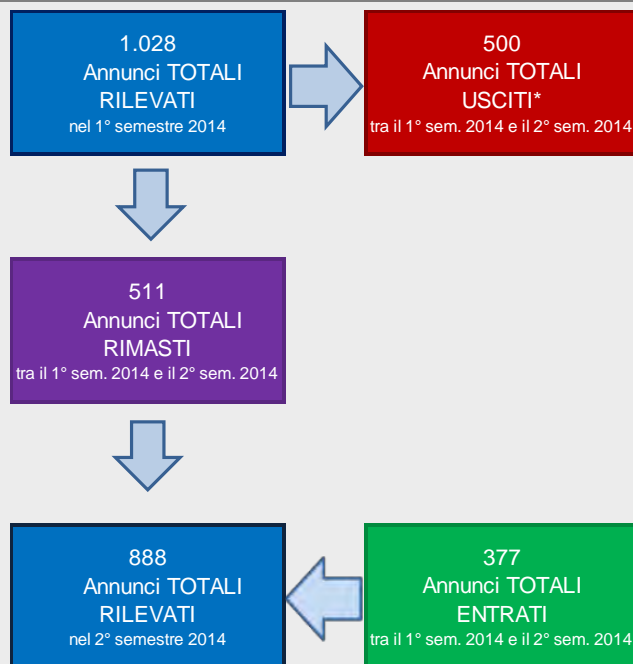 1.028
Annunci TOTALI
RILEVATI
nel 1° semestre 2014
500
Annunci TOTALI
USCITI*
tra il 1° sem. 2014 e il 2° sem. 2014
511
Annunci TOTALI
RIMASTI
tra il 1° sem. 2014 e il 2° sem. 2014
888
Annunci TOTALI
RILEVATI
nel 2° semestre 2014
377
Annunci TOTALI
ENTRATI
tra il 1° sem. 2014 e il 2° sem. 2014